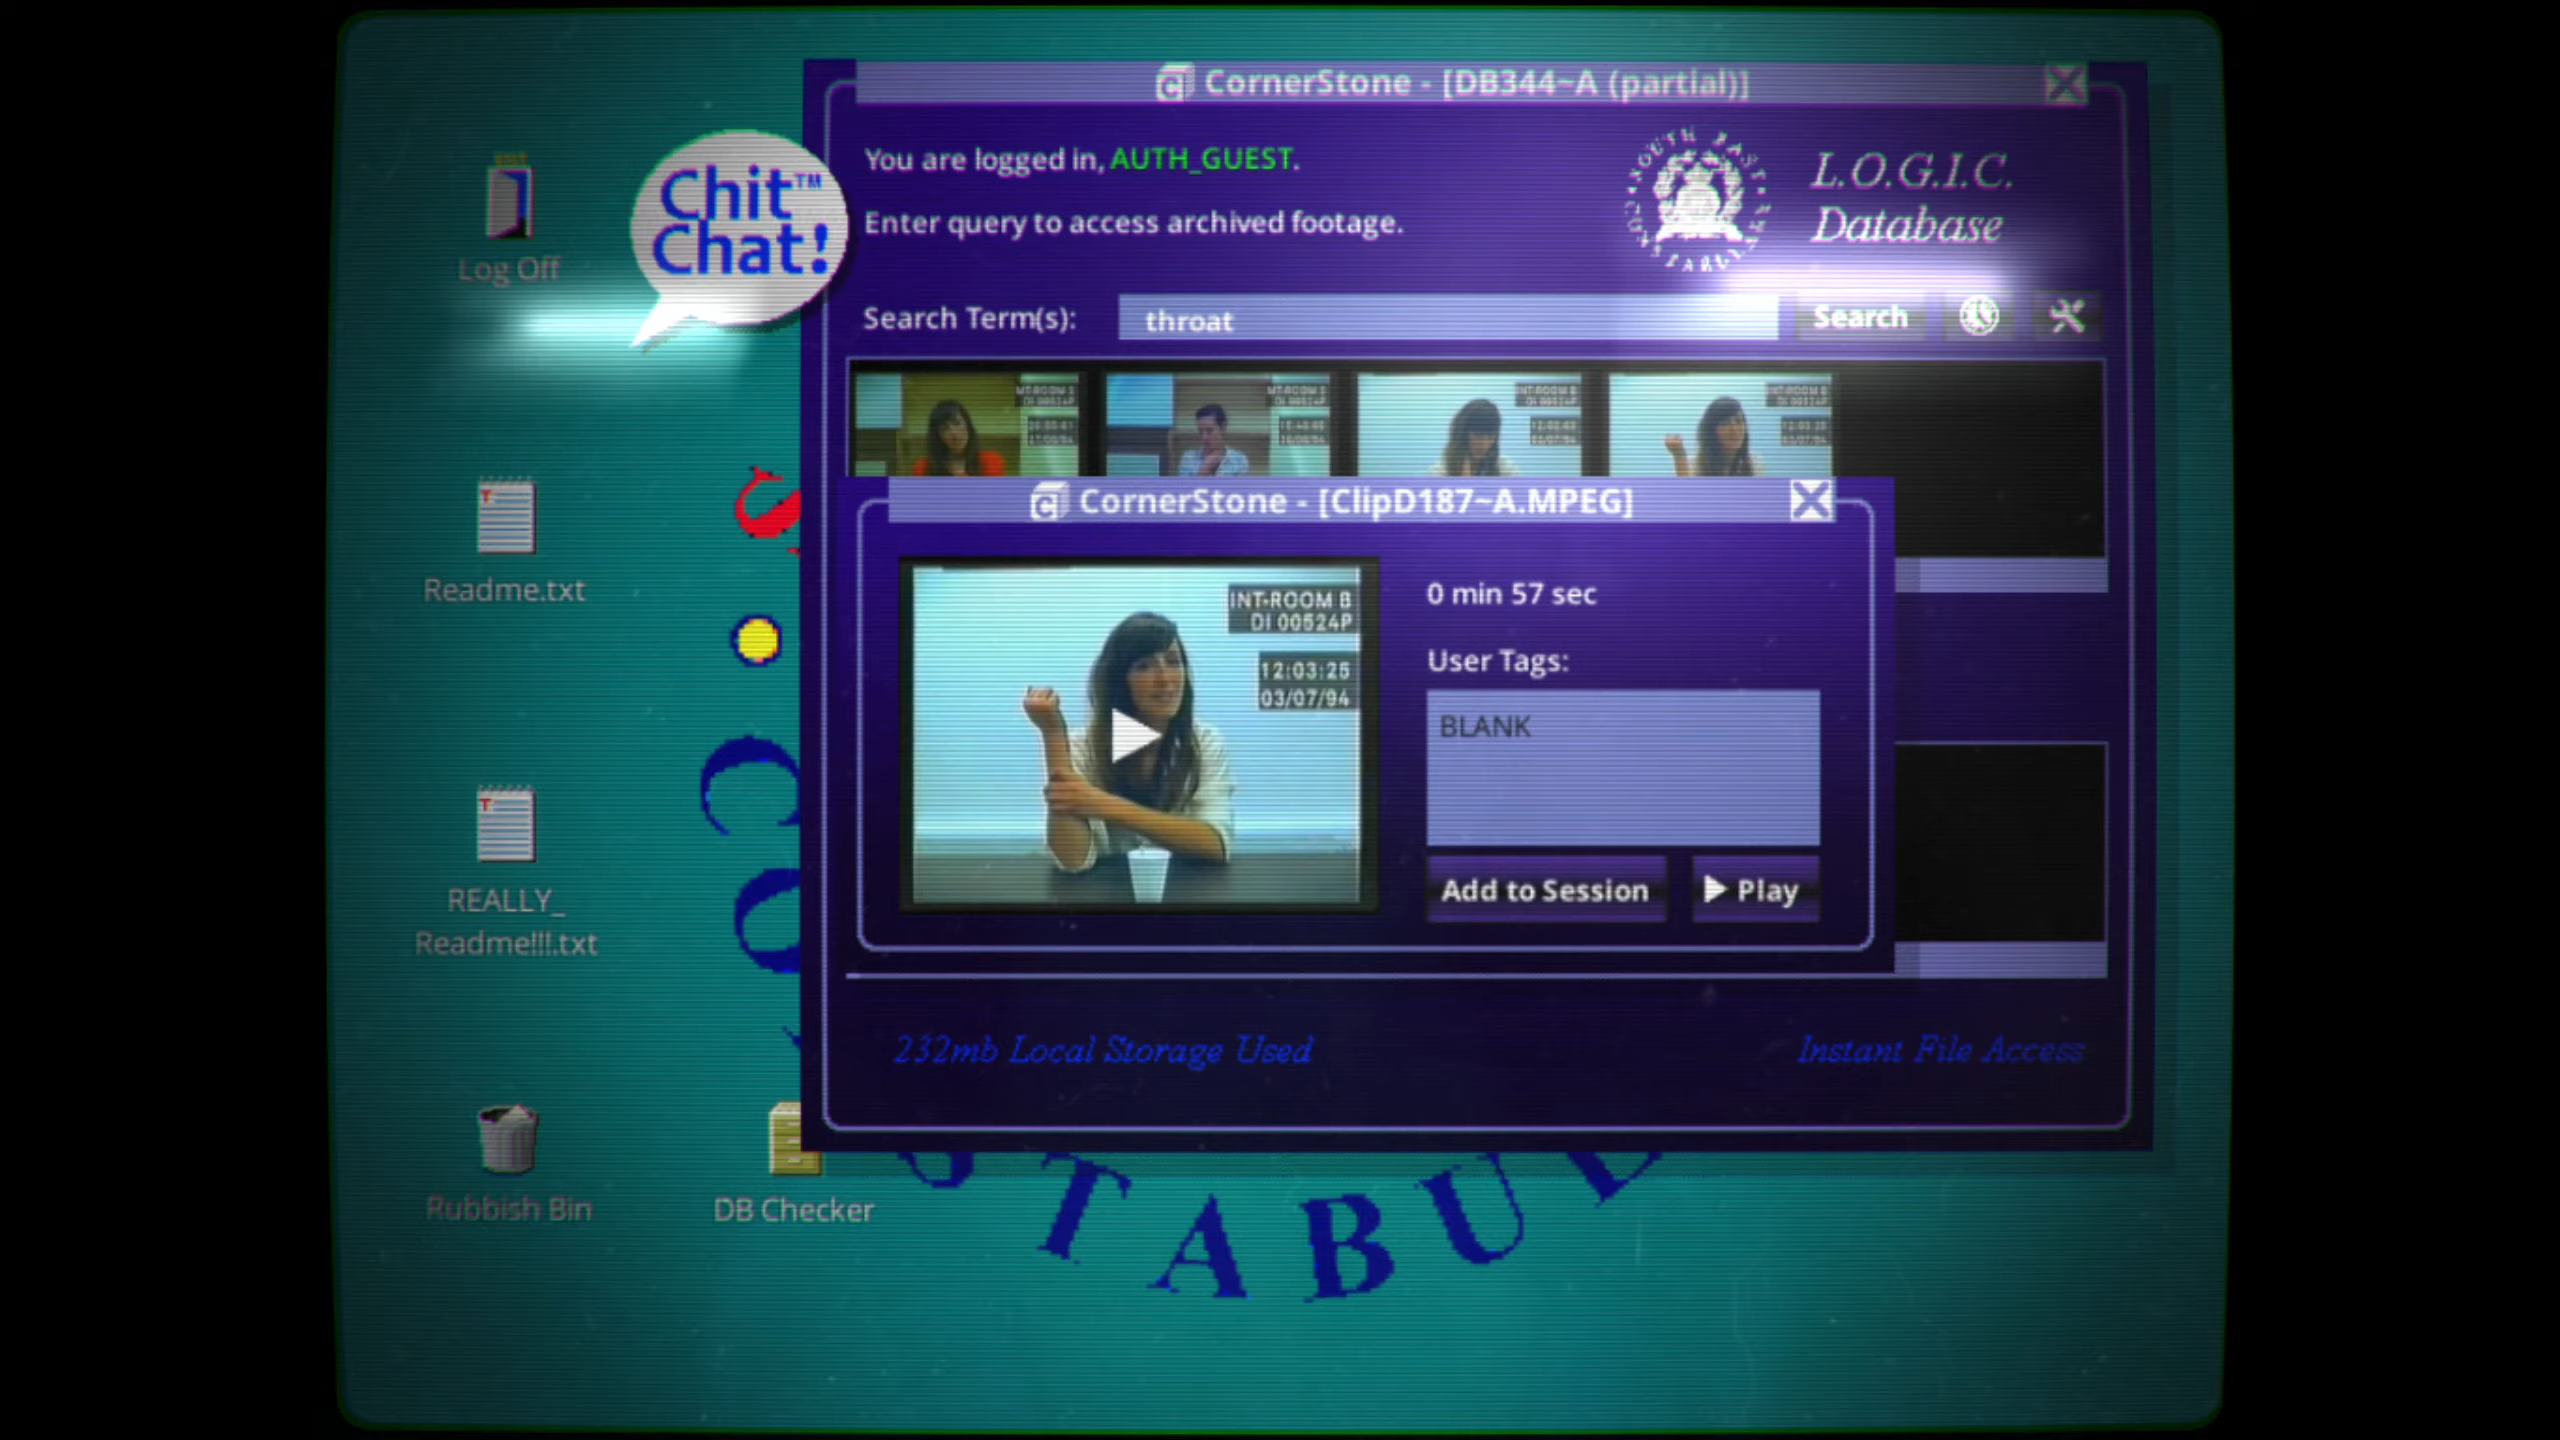 CornerStone - [DB344~A (partial)]
You are logged in, AUTH_GUEST.
Enter query to access archived footage.
L.O.G.I.C.
Database
Chit™
Chat!
EXIT
Log Off
Search Term(s):
throat
Search
CornerStone - [ClipD187~A.MPEG]
INT-ROOM B
DI 00524P
12:03:25
03/07/94
0 min 57 sec
User Tags:
BLANK
Add to Session
Play
Readme.txt
REALLY_
Readme!!!.txt
Rubbish Bin
DB Checker
232mb Local Storage Used
Instant File Access
S
CO
STABUL